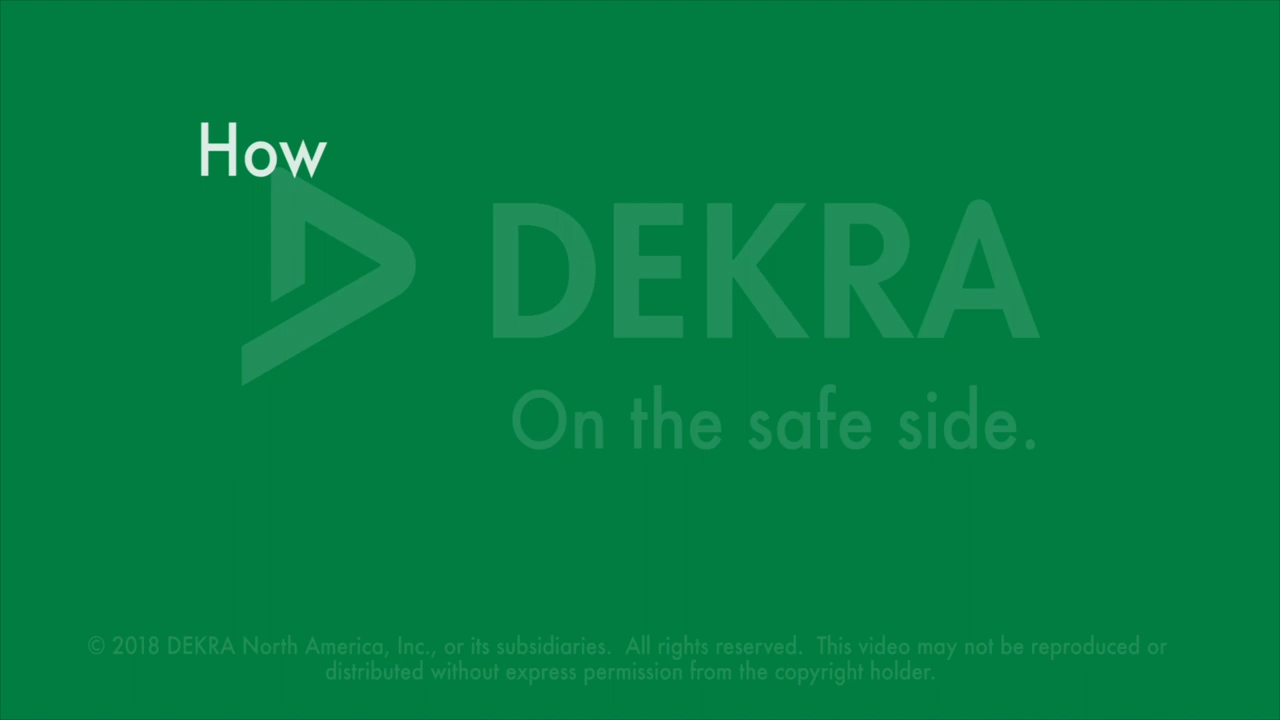 How
DEKRA
On the safe side.
© 2018 DEKRA North America, Inc., or its subsidiaries. All rights reserved. This video may not be reproduced or
distributed without express permission from the copyright holder.